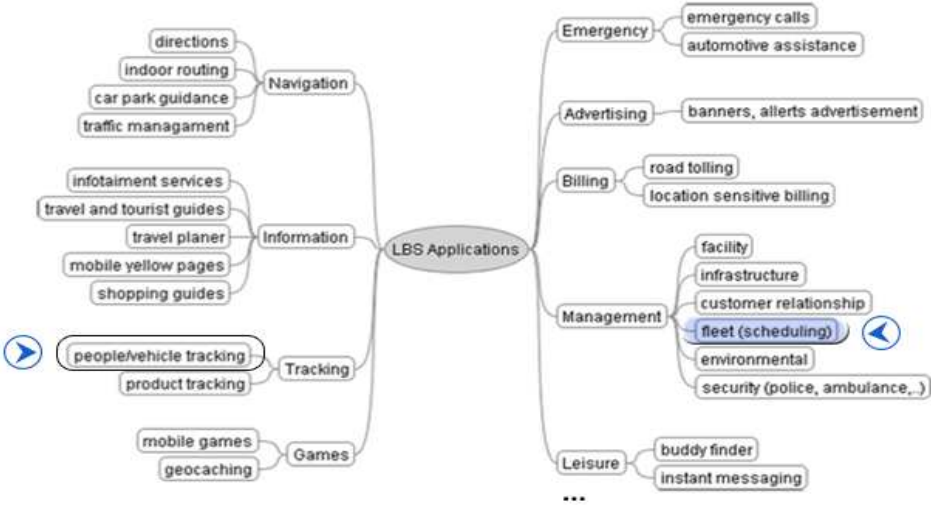 directions
indoor routing
car park guidance
traffic managament
Navigation
infotaiment services
travel and tourist guides
travel planer
mobile yellow pages
shopping guides
Information
people/vehicle tracking
product tracking
Tracking
mobile games
geocaching
Games
LBS Applications
Emergency
emergency calls
automotive assistance
Advertising
banners, allerts advertisement
Billing
road tolling
location sensitive billing
Management
facility
infrastructure
customer relationship
fleet (scheduling)
environmental
security (police, ambulance,..)
Leisure
buddy finder
instant messaging
...